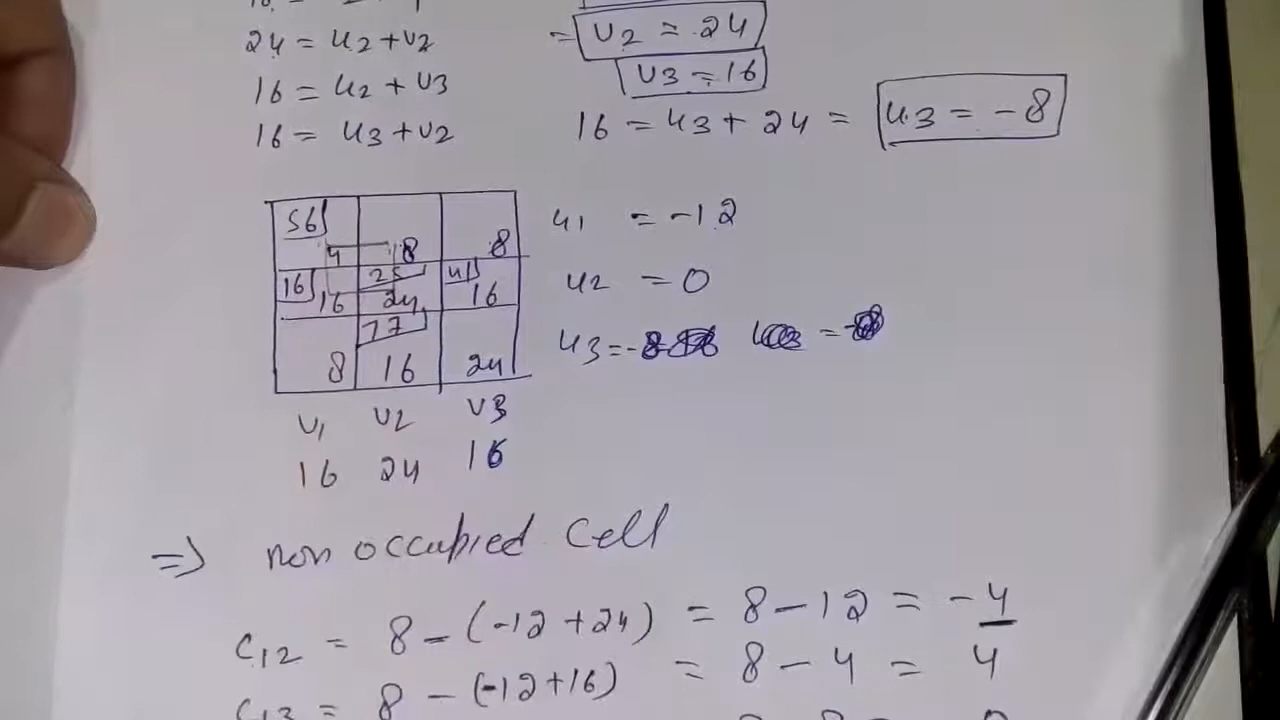 24 = u2 + v2 = v2 = 24
16 = u2 + v3 v3 = 16
16 = u3 + v2 16 = u3 + 24 = u3 = -8
56 u1 = -12
4 8 8
16 25 41 u2 = 0
16 24 16
77 u3 = -8
8 16 24
v1 v2 v3
16 24 16
=> non occupied cell
C12 = 8 - (-12 + 24) = 8 - 12 = -4
C13 = 8 - (-12 + 16) = 8 - 4 = 4